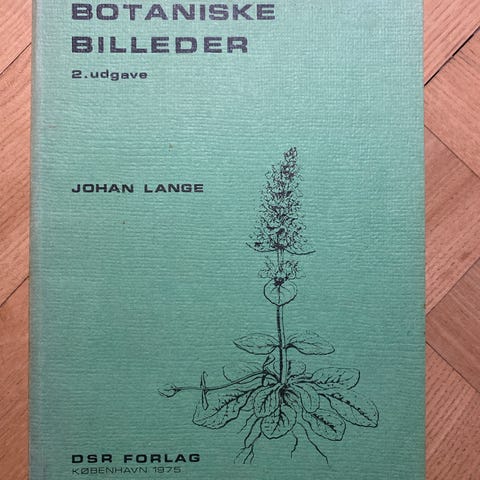 BOTANISKE
BILLEDER
2. udgave
JOHAN LANGE
DSR FORLAG
KØBENHAVN 1975